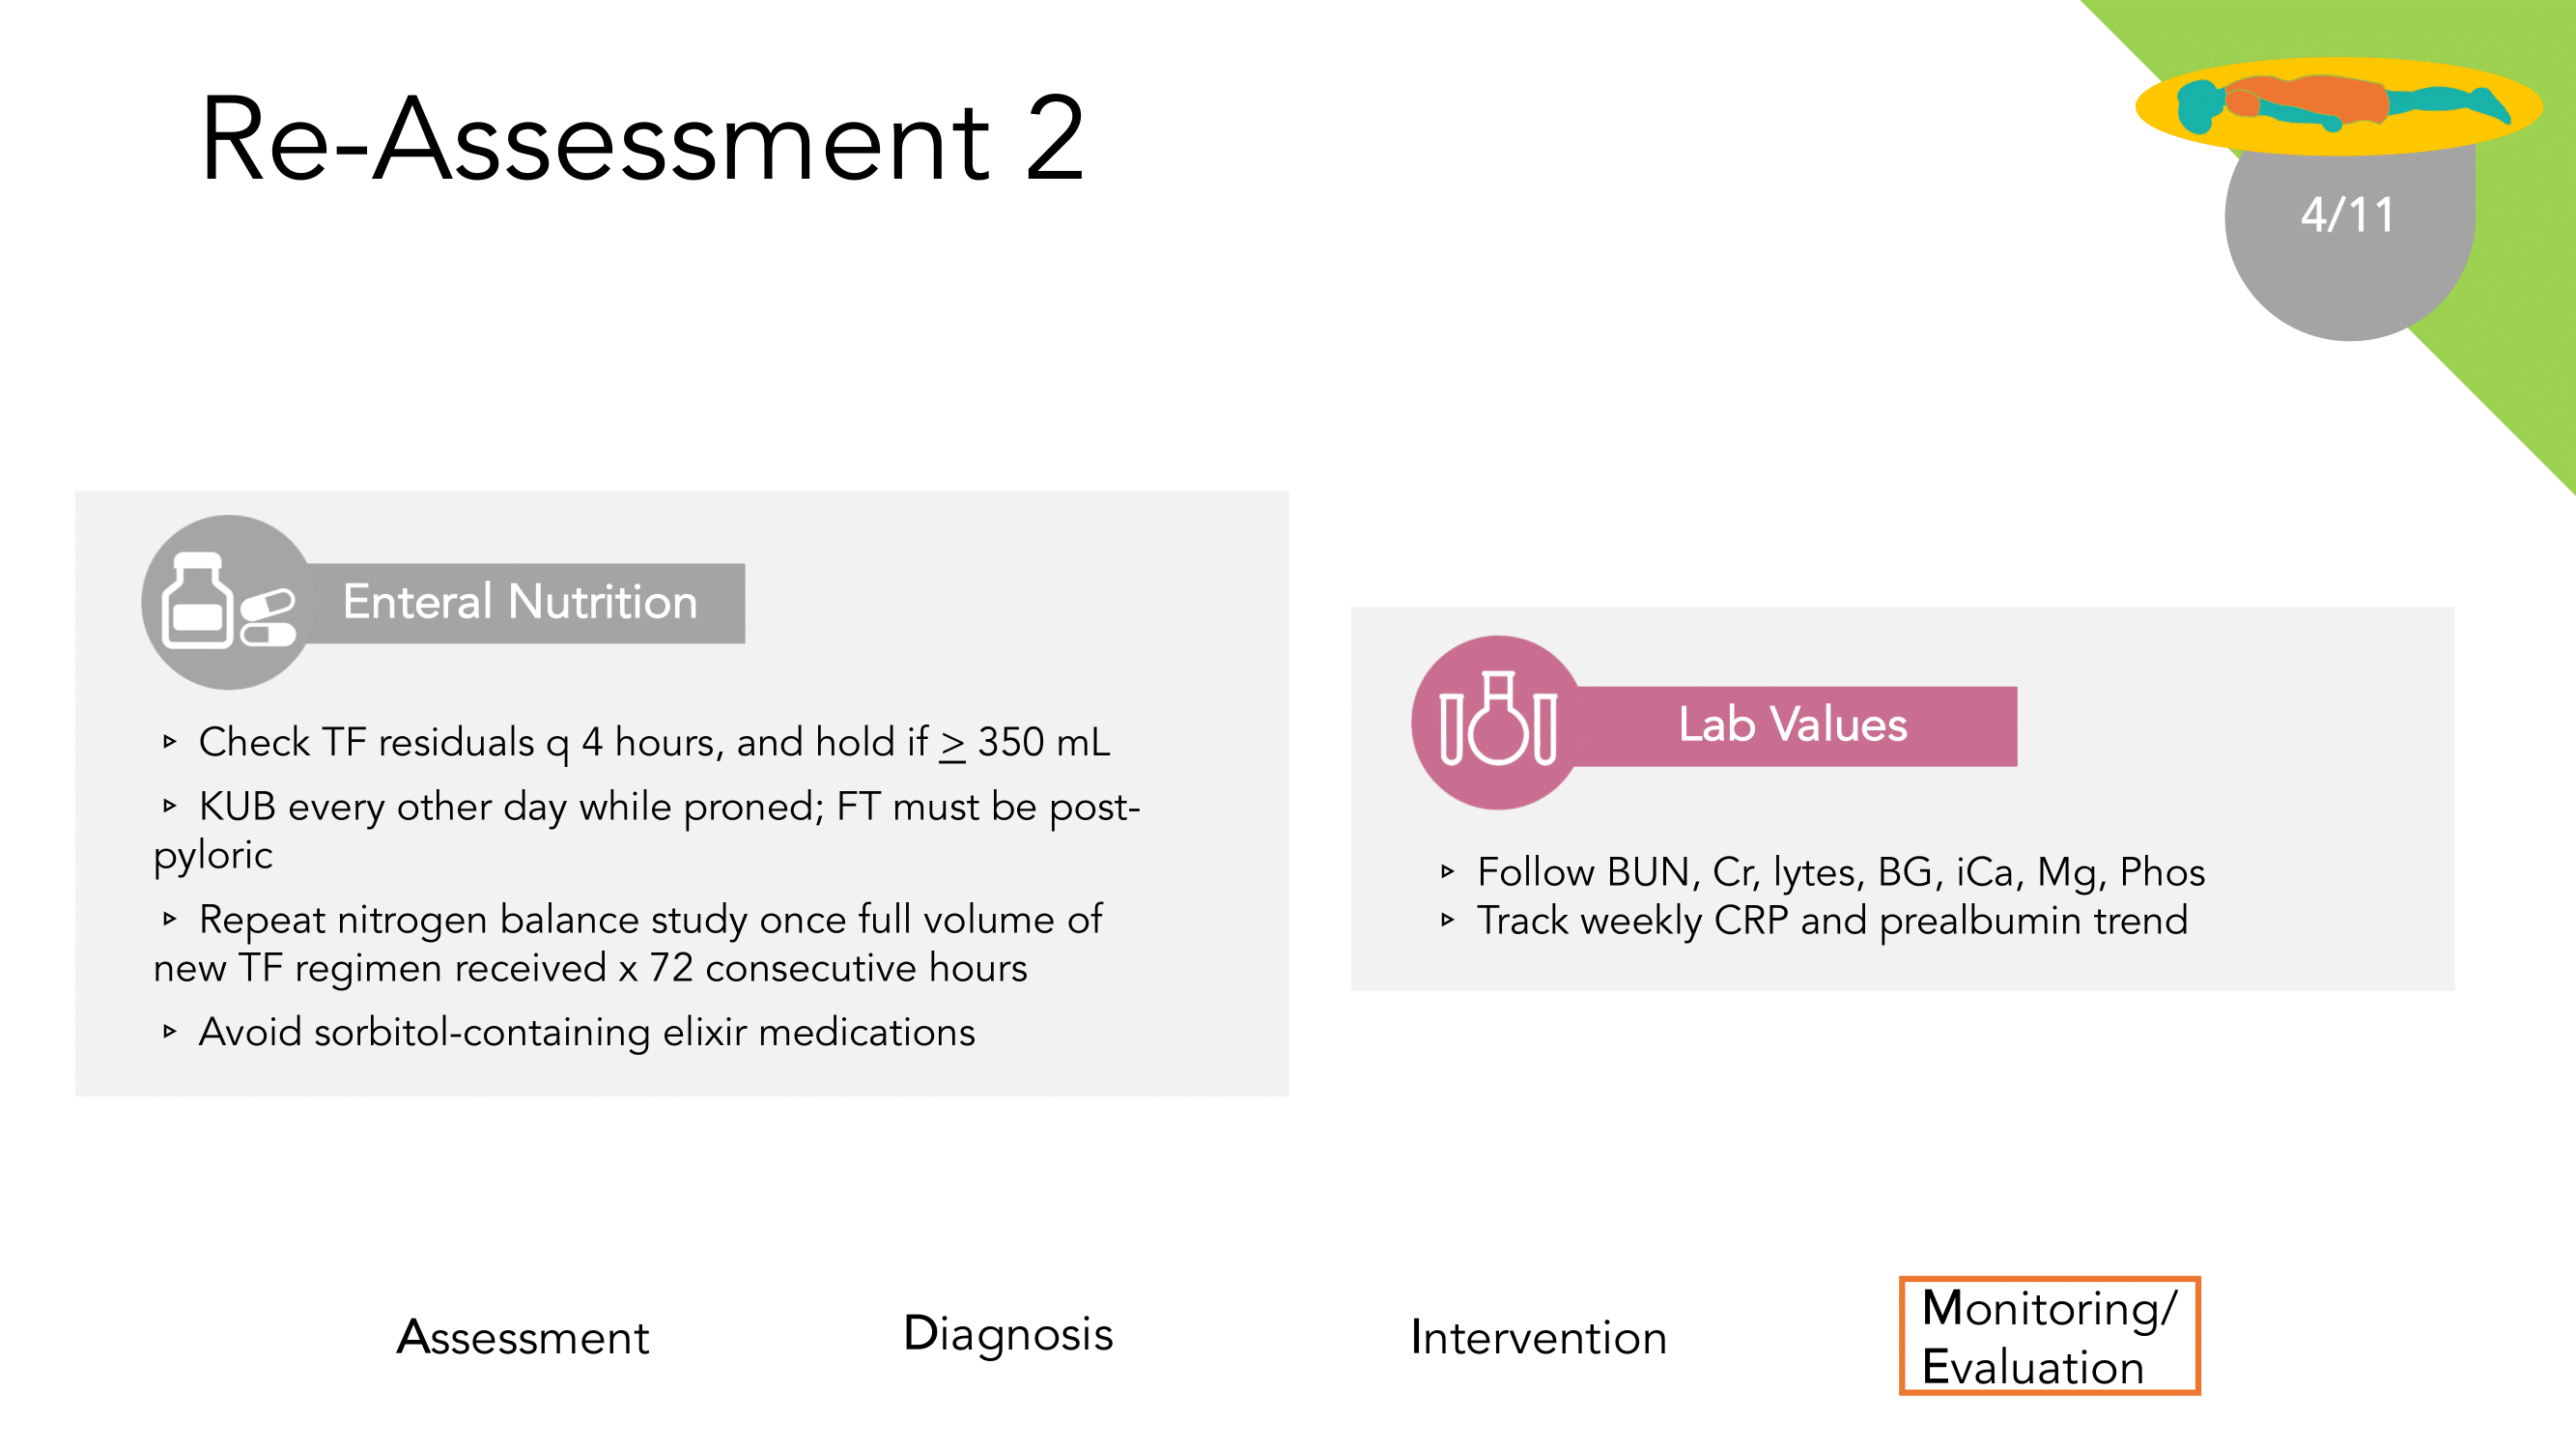 Re-Assessment 2
4/11
Enteral Nutrition
▹ Check TF residuals q 4 hours, and hold if ≥ 350 mL
▹ KUB every other day while proned; FT must be post-
pyloric
▹ Repeat nitrogen balance study once full volume of
new TF regimen received x 72 consecutive hours
▹ Avoid sorbitol-containing elixir medications
Lab Values
▹ Follow BUN, Cr, lytes, BG, iCa, Mg, Phos
▹ Track weekly CRP and prealbumin trend
Assessment
Diagnosis
Intervention
Monitoring/
Evaluation